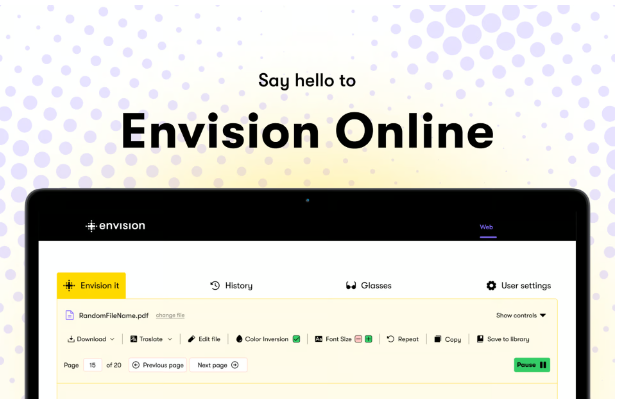 Say hello to
Envision Online
envision
Web
Envision it
History
Glasses
User settings
RandomFileName.pdf change file
Show controls
Download
Traslate
Edit file
Color Inversion
Font Size
Repeat
Copy
Save to library
Page 15 of 20 Previous page Next page
Pause